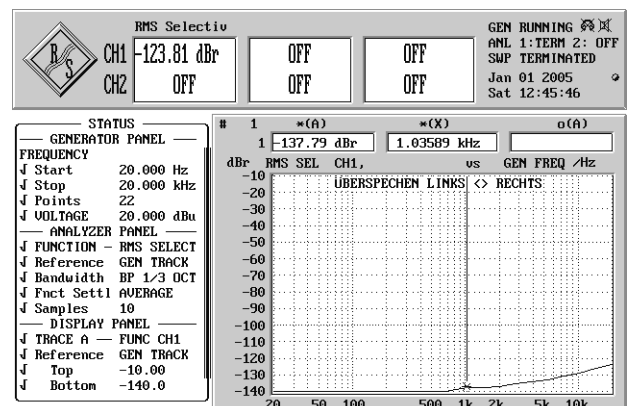 RMS Selectiv
R&S CH1 -123.81 dBr OFF OFF
CH2 OFF OFF OFF
GEN RUNNING
ANL 1:TERM 2: OFF
SWP TERMINATED
Jan 01 2005
Sat 12:45:46
STATUS
GENERATOR PANEL
FREQUENCY
Start 20.000 Hz
Stop 20.000 kHz
Points 22
VOLTAGE 20.000 dBu
ANALYZER PANEL
FUNCTION - RMS SELECT
Reference GEN TRACK
Bandwidth BP 1/3 OCT
Fnct Settl AVERAGE
Samples 10
DISPLAY PANEL
TRACE A — FUNC CH1
Reference GEN TRACK
Top -10.00
Bottom -140.0
# 1 *(A) *(X) o(A)
1 -137.79 dBr 1.03589 kHz
dBr RMS SEL CH1, vs GEN FREQ /Hz
ÜBERSPECHEN LINKS <> RECHTS
-10
-20
-30
-40
-50
-60
-70
-80
-90
-100
-110
-120
-130
-140
20 50 100 500 1k 2k 5k 10k